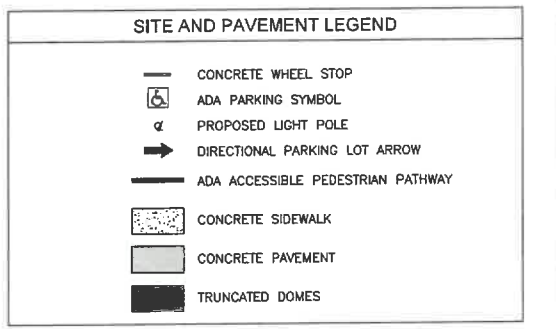 SITE AND PAVEMENT LEGEND
CONCRETE WHEEL STOP
ADA PARKING SYMBOL
PROPOSED LIGHT POLE
DIRECTIONAL PARKING LOT ARROW
ADA ACCESSIBLE PEDESTRIAN PATHWAY
CONCRETE SIDEWALK
CONCRETE PAVEMENT
TRUNCATED DOMES